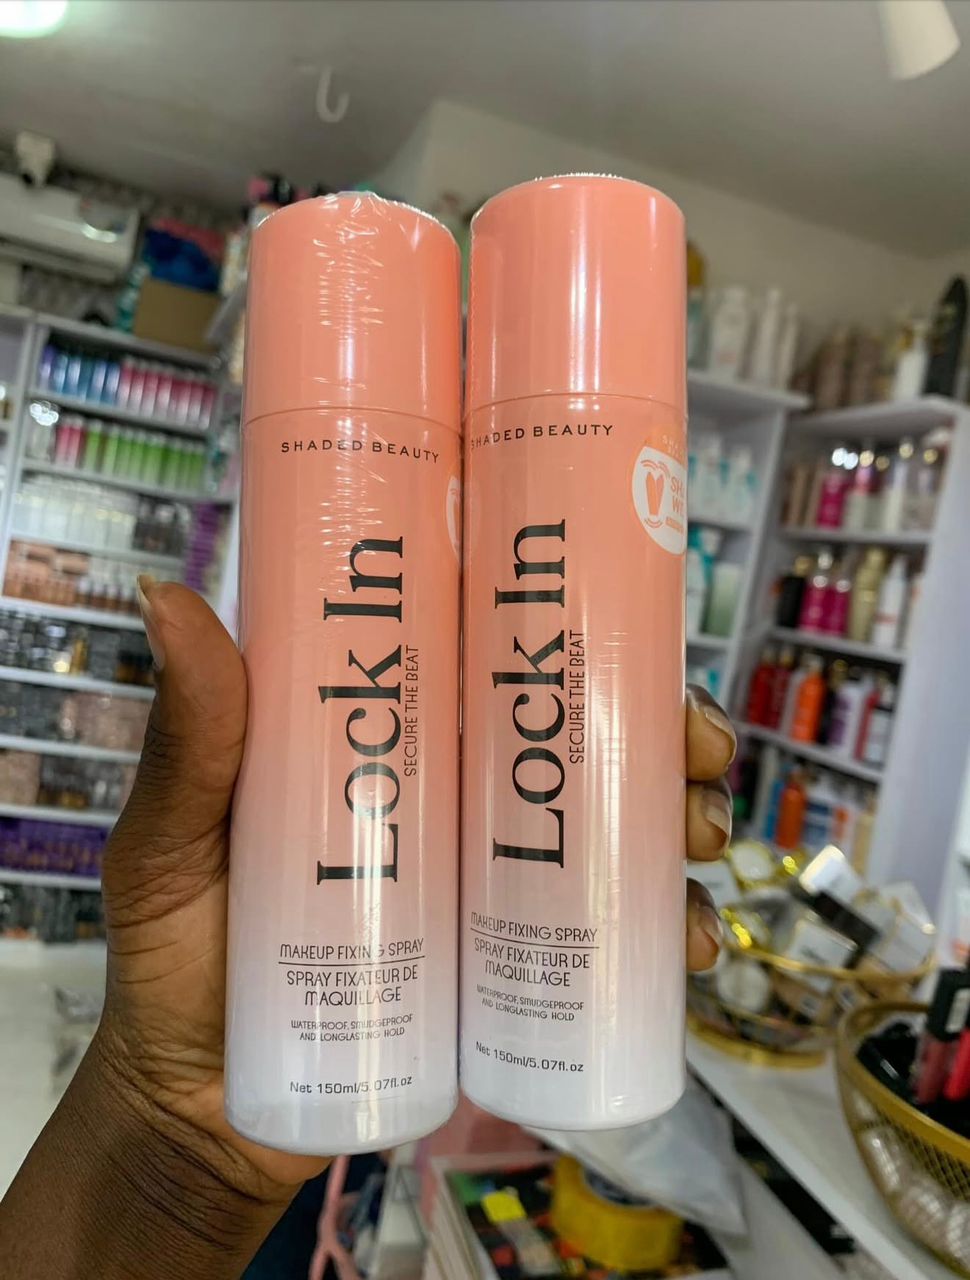 SHADED BEAUTY
Lock In
SECURE THE BEAT
MAKEUP FIXING SPRAY
SPRAY FIXATEUR DE
MAQUILLAGE
WATERPROOF, SMUDGEPROOF
AND LONGLASTING HOLD
Net 150ml/5.07fl.oz
SHADED BEAUTY
Lock In
SECURE THE BEAT
MAKEUP FIXING SPRAY
SPRAY FIXATEUR DE
MAQUILLAGE
WATERPROOF, SMUDGEPROOF
AND LONGLASTING HOLD
Net 150ml/5.07fl.oz